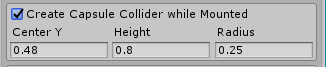 Create Capsule Collider while Mounted
Center Y Height Radius
0.48 0.8 0.25